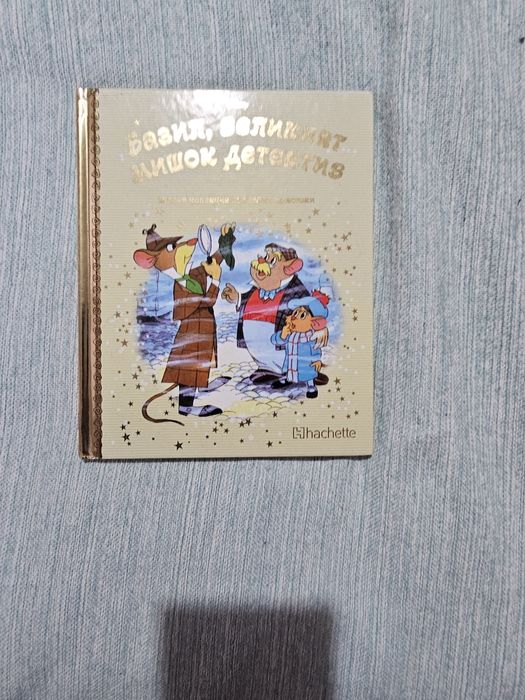 Базил, великият
мишок детектив
hachette